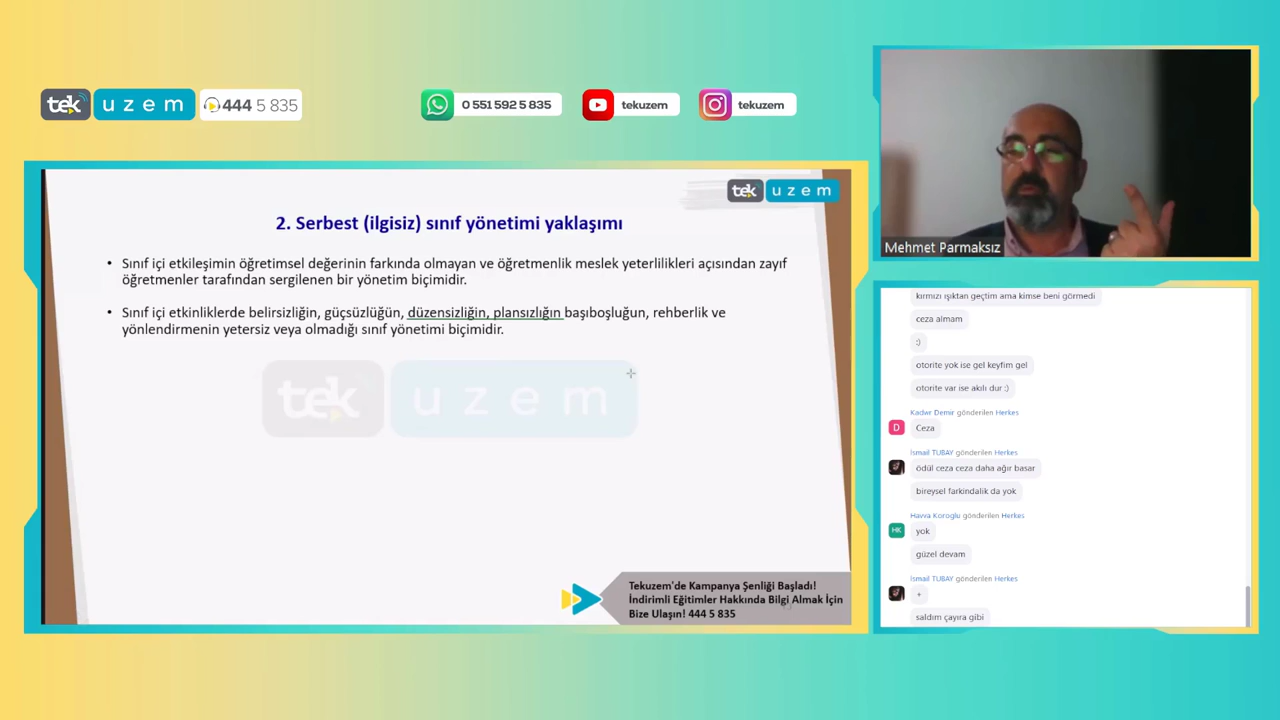 tek uzem 444 5 835
0 551 592 5 835
tekuzem
tekuzem
tek uzem
2. Serbest (ilgisiz) sınıf yönetimi yaklaşımı
• Sınıf içi etkileşimin öğretimsel değerinin farkında olmayan ve öğretmenlik meslek yeterlilikleri açısından zayıf
öğretmenler tarafından sergilenen bir yönetim biçimidir.
• Sınıf içi etkinliklerde belirsizliğin, güçsüzlüğün, düzensizliğin, plansızlığın başıboşluğun, rehberlik ve
yönlendirmenin yetersiz veya olmadığı sınıf yönetimi biçimidir.
tek uzem
Tekuzem'de Kampanya Şenliği Başladı!
İndirimli Eğitimler Hakkında Bilgi Almak İçin
Bize Ulaşın! 444 5 835
Mehmet Parmaksız
kırmızı ışıktan geçtim ama kimse beni görmedi
ceza almam
:)
otorite yok ise gel keyfim gel
otorite var ise akılı dur :)
Kadwr Demir gönderilen Herkes
D
Ceza
İsmail TUBAY gönderilen Herkes
ödül ceza ceza daha ağır basar
bireysel farkindalik da yok
Havva Koroglu gönderilen Herkes
HK
yok
güzel devam
İsmail TUBAY gönderilen Herkes
+
saldım çayıra gibi